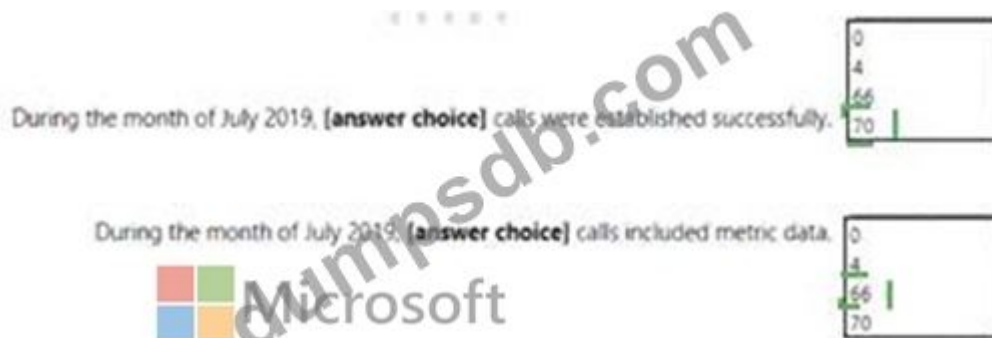 0
4
66
During the month of July 2019, [answer choice] calls were established successfully. 70
During the month of July 2019, [answer choice] calls included metric data. 0
4
66
70
Microsoft
dumpsdb.com